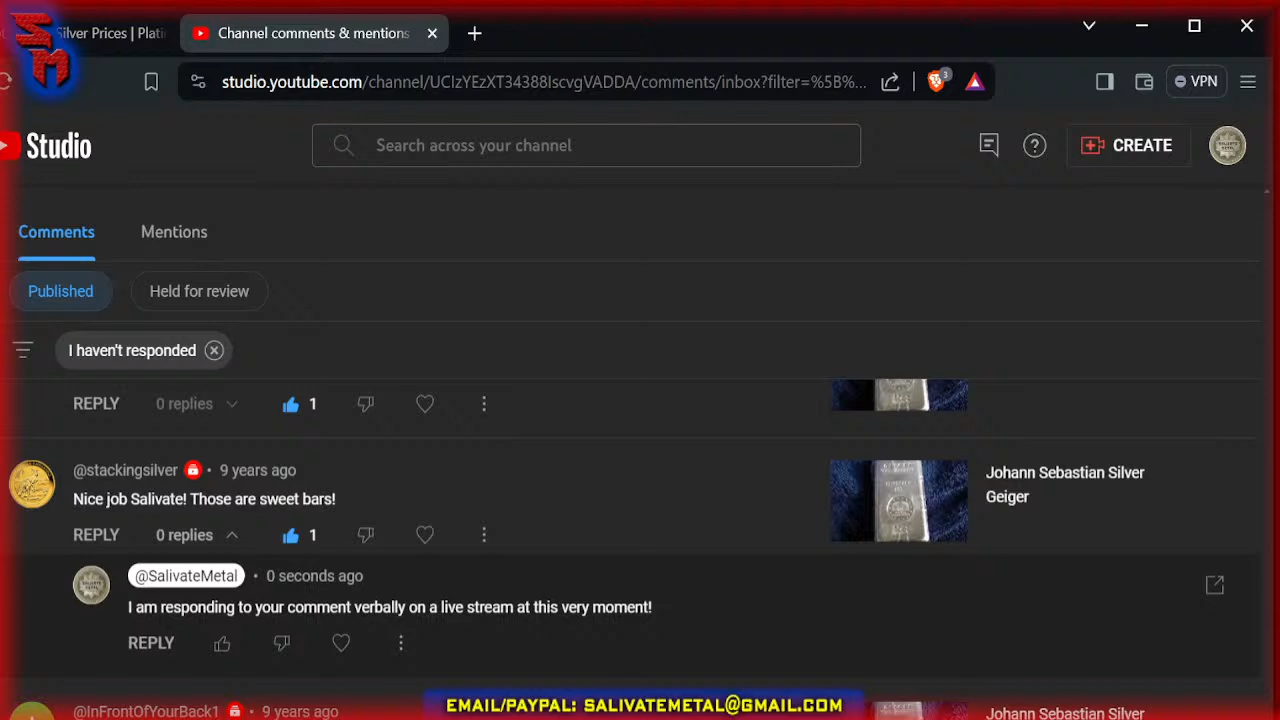 SM
Silver Prices | Plati
Channel comments & mentions
studio.youtube.com/channel/UCIzYEzXT34388IscvgVADDA/comments/inbox?filter=%5B%...
3
VPN
Studio
Search across your channel
CREATE
Comments
Mentions
Published
Held for review
I haven't responded
REPLY
0 replies
1
@stackingsilver • 9 years ago
Nice job Salivate! Those are sweet bars!
Johann Sebastian Silver
Geiger
REPLY
0 replies
1
@SalivateMetal • 0 seconds ago
I am responding to your comment verbally on a live stream at this very moment!
REPLY
EMAIL/PAYPAL: SALIVATEMETAL@GMAIL.COM
@InFrontOfYourBack1 • 9 years ago
Johann Sebastian Silver